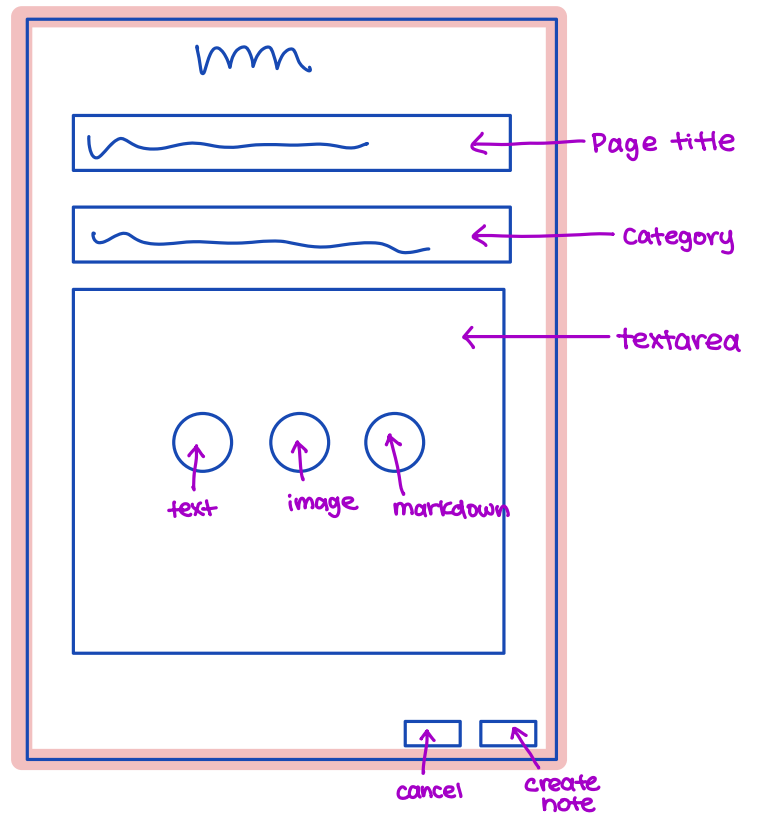 Page title
Category
textarea
text
image
markdown
cancel
create
note